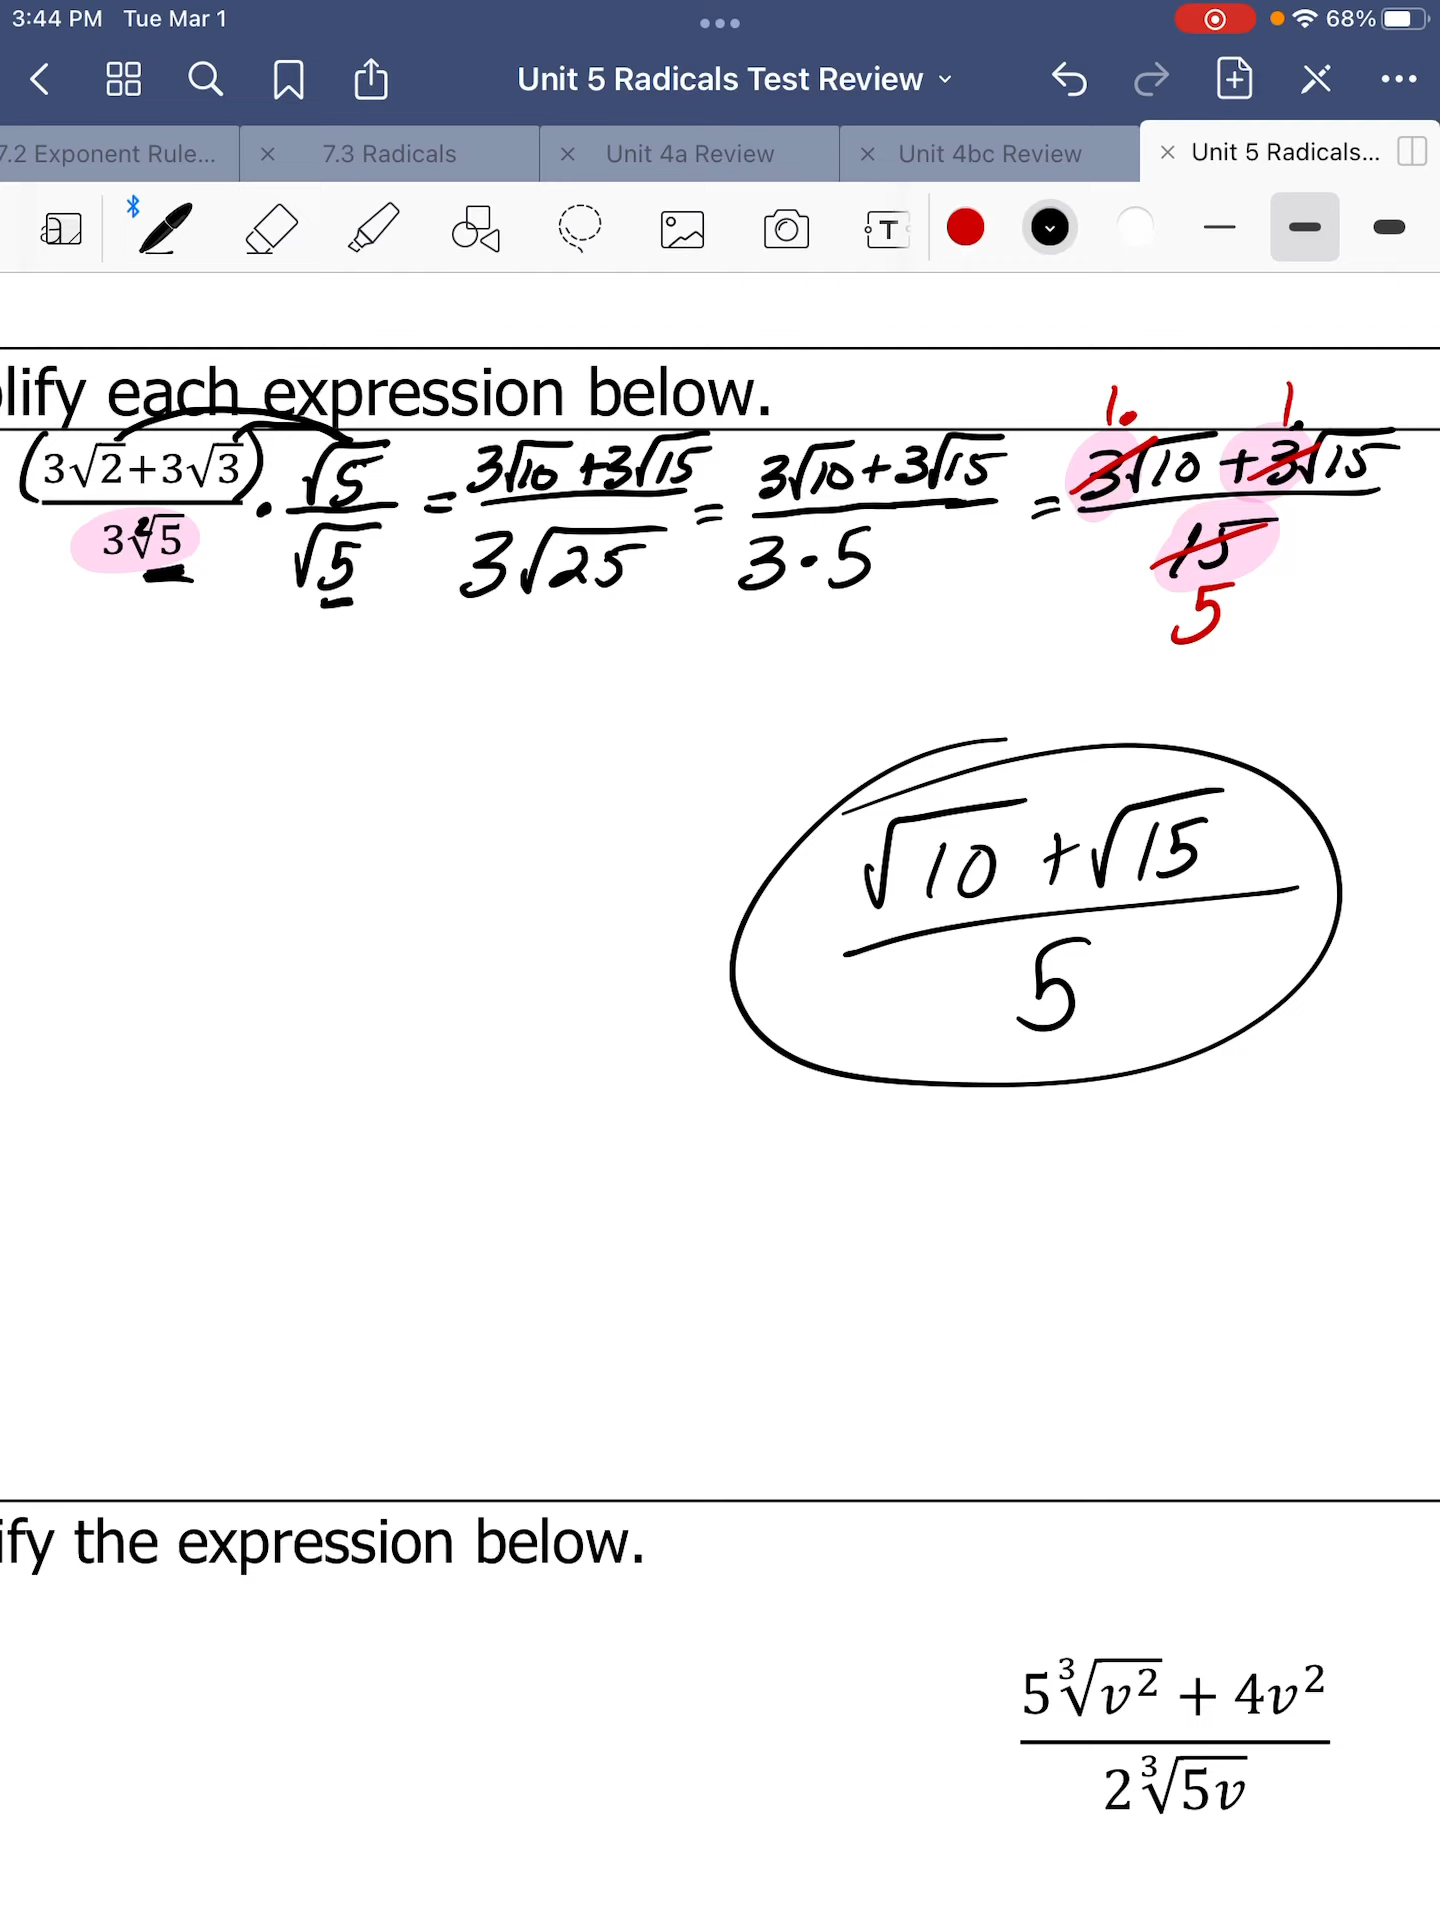 3:44 PM Tue Mar 1 68%
Unit 5 Radicals Test Review
7.2 Exponent Rule... × 7.3 Radicals × Unit 4a Review × Unit 4bc Review × Unit 5 Radicals...
a T
lify each expression below.
1. 1.
(3√2+3√3)/(3²√5) · √5/√5 = (3√10+3√15)/(3√25) = (3√10+3√15)/(3·5) = (3√10+3√15)/15
5
(√10+√15)/5
ify the expression below.
(5∛v² + 4v²)/(2∛5v)